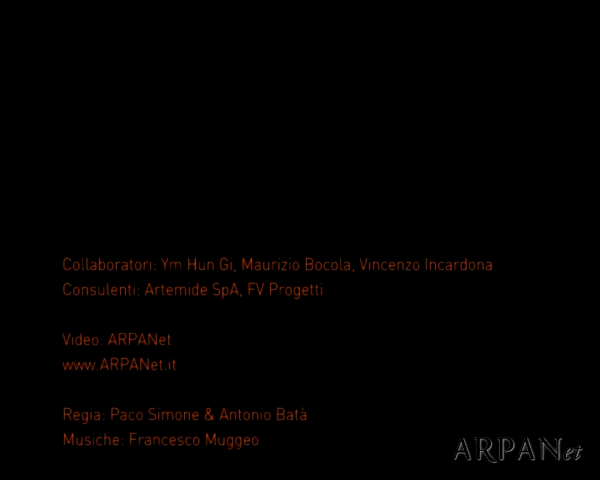 Collaboratori: Ym Hun Gi, Maurizio Bocola, Vincenzo Incardona
Consulenti: Artemide SpA, FV Progetti
Video: ARPANet
www.ARPANet.it
Regia: Paco Simone & Antonio Batà
Musiche: Francesco Muggeo
ARPANet